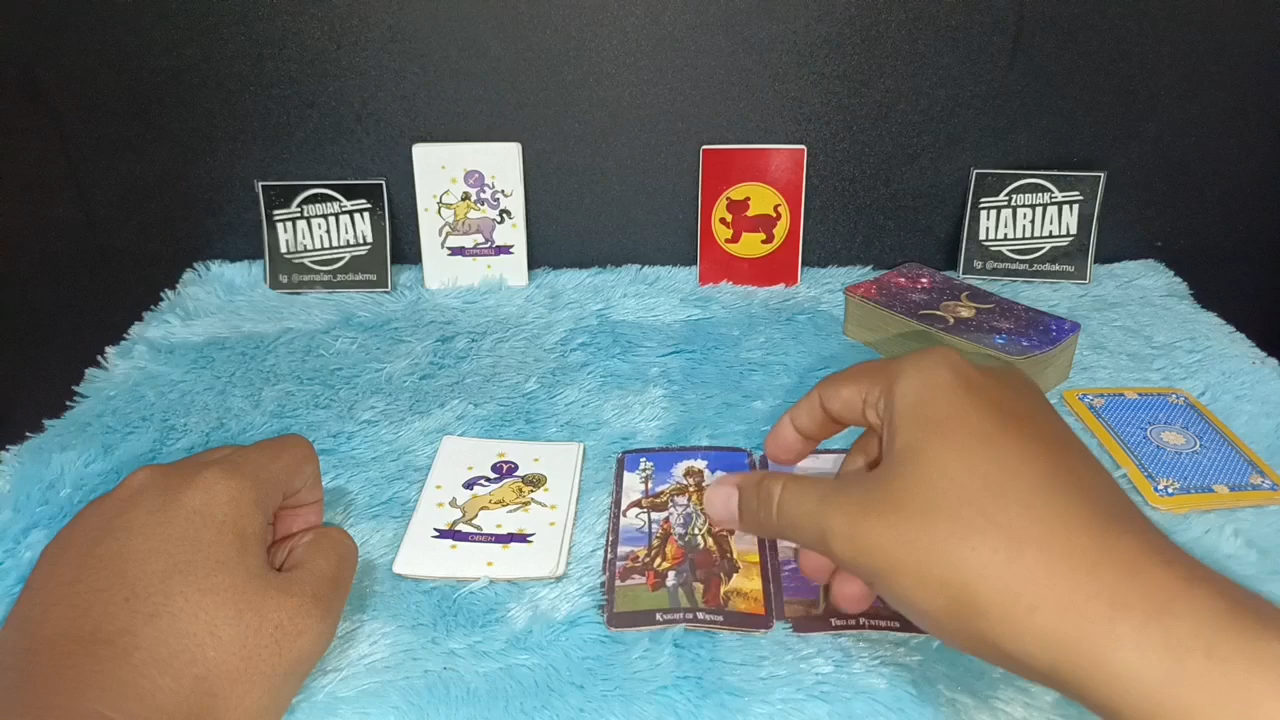 ZODIAK
HARIAN
Ig: @ramalan_zodiakmu
СТРЕЛЕЦ
ZODIAK
HARIAN
Ig: @ramalan_zodiakmu
ОВЕН
KNIGHT OF WANDS
TWO OF PENTACLES